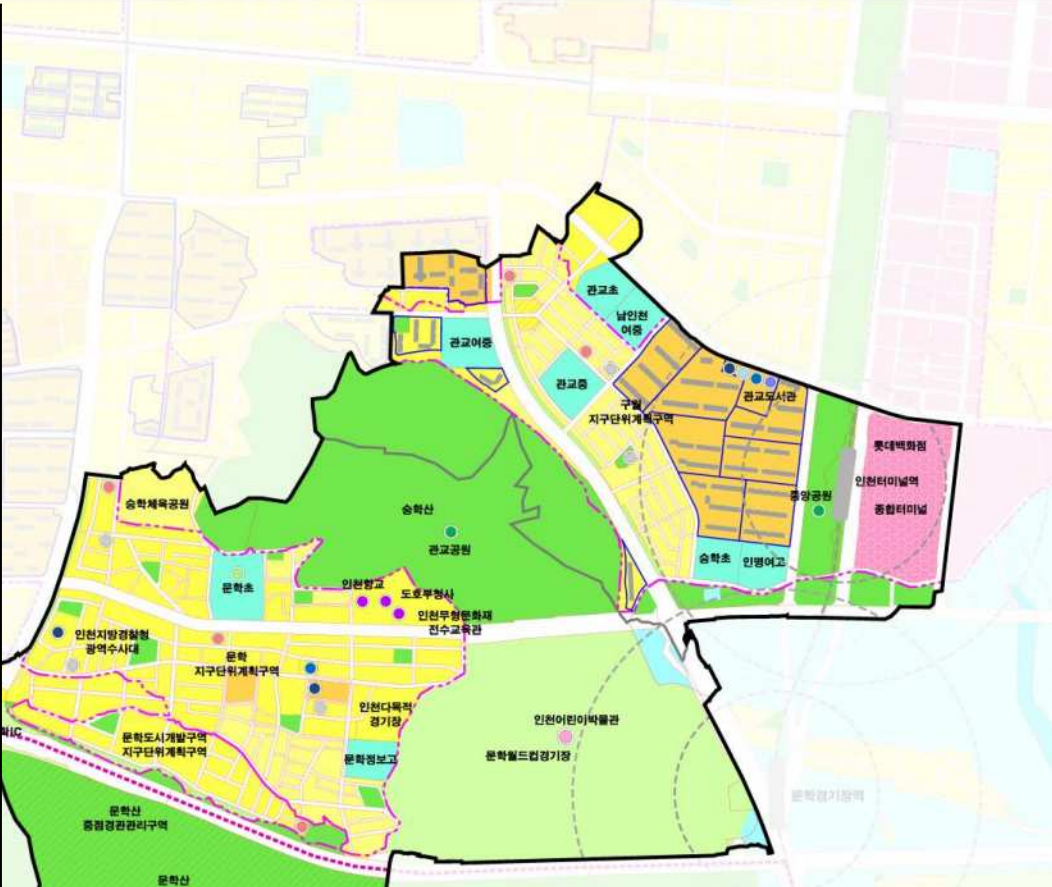 관교초
남인천
여중
관교여중
관교중
관교도서관
구월
지구단위계획구역
롯데백화점
인천터미널역
중앙공원
종합터미널
승학체육공원
승학산
관교공원
승학초
인명여고
문학초
인천향교
도호부청사
인천무형문화재
전수교육관
인천지방경찰청
광역수사대
문학
지구단위계획구역
인천다목적
경기장
인천어린이박물관
문학IC
문학도시개발구역
지구단위계획구역
문학정보고
문학월드컵경기장
문학경기장역
문학산
중점경관관리구역
문학산